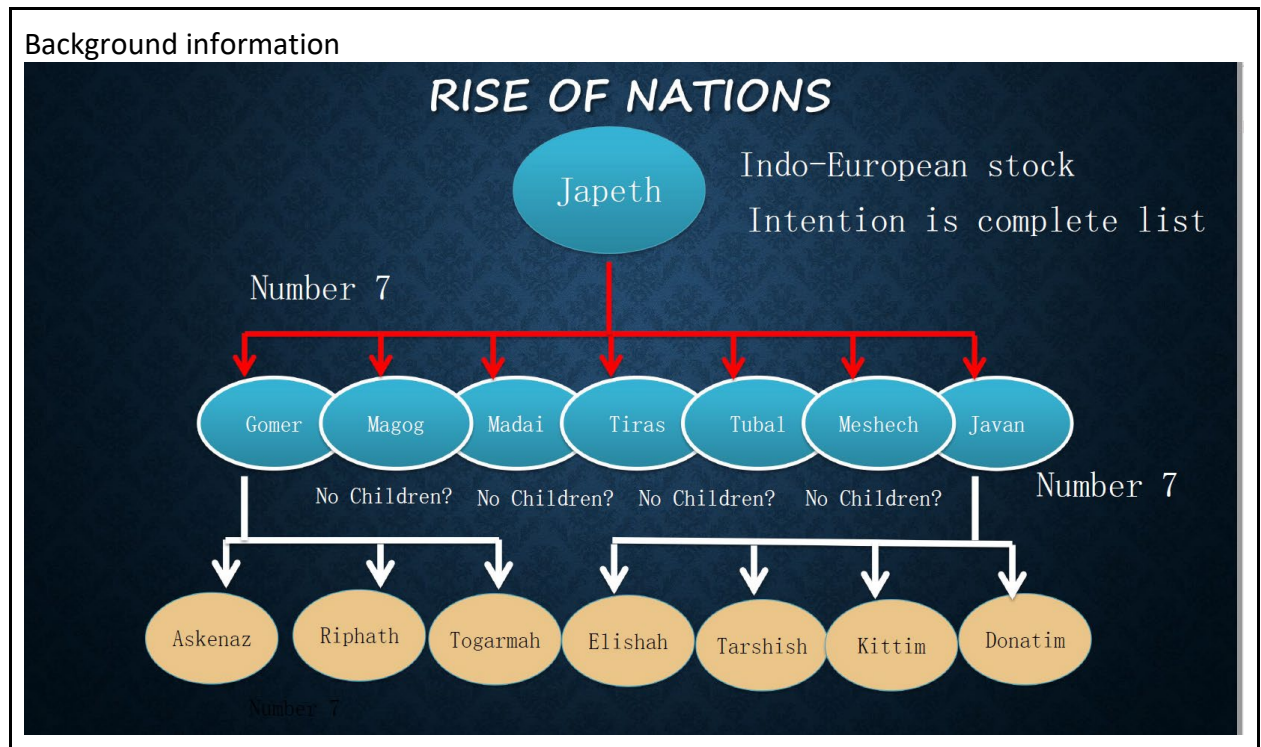 Background information
RISE OF NATIONS
Japeth
Indo-European stock
Intention is complete list
Number 7
Gomer
Magog
Madai
Tiras
Tubal
Meshech
Javan
No Children?
No Children?
No Children?
No Children?
Number 7
Askenaz
Riphath
Togarmah
Elishah
Tarshish
Kittim
Donatim
Number 7